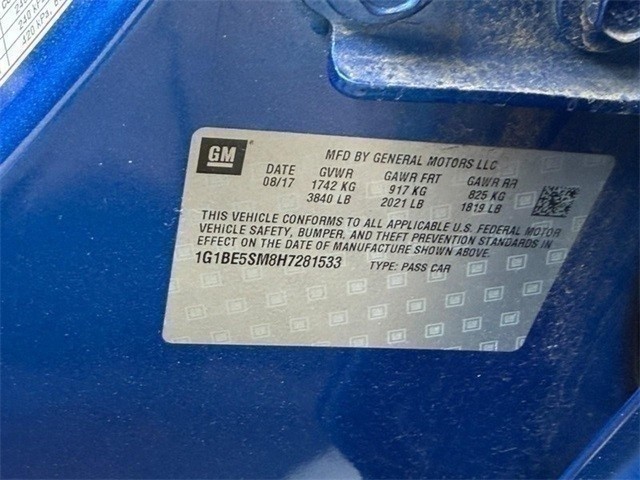 GM
MFD BY GENERAL MOTORS LLC
DATE GVWR GAWR FRT GAWR RR
08/17 1742 KG 917 KG 825 KG
3840 LB 2021 LB 1819 LB
THIS VEHICLE CONFORMS TO ALL APPLICABLE U.S. FEDERAL MOTOR
VEHICLE SAFETY, BUMPER, AND THEFT PREVENTION STANDARDS IN
EFFECT ON THE DATE OF MANUFACTURE SHOWN ABOVE.
1G1BE5SM8H7281533 TYPE: PASS CAR